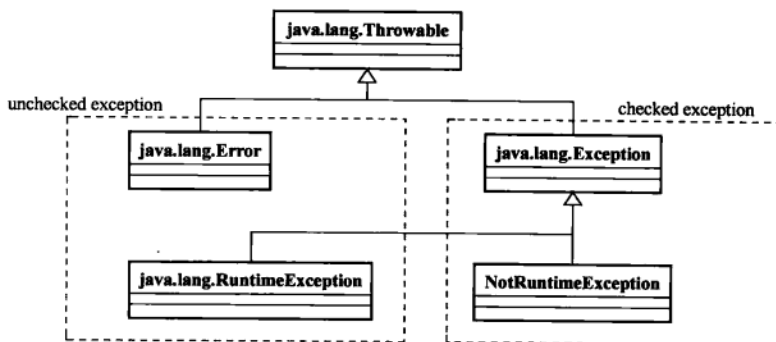 java.lang.Throwable
unchecked exception
checked exception
java.lang.Error
java.lang.Exception
java.lang.RuntimeException
NotRuntimeException